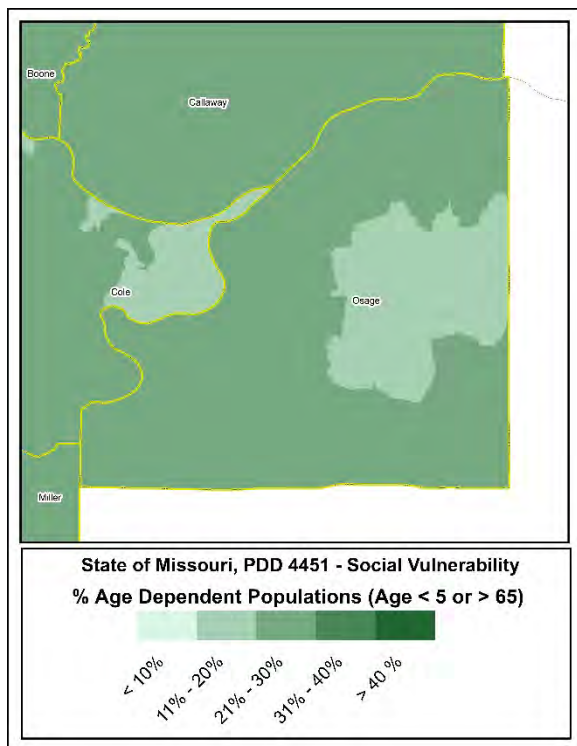 Boone
Callaway
Cole
Osage
Miller
State of Missouri, PDD 4451 - Social Vulnerability
% Age Dependent Populations (Age < 5 or > 65)
< 10%
11% - 20%
21% - 30%
31% - 40%
> 40 %